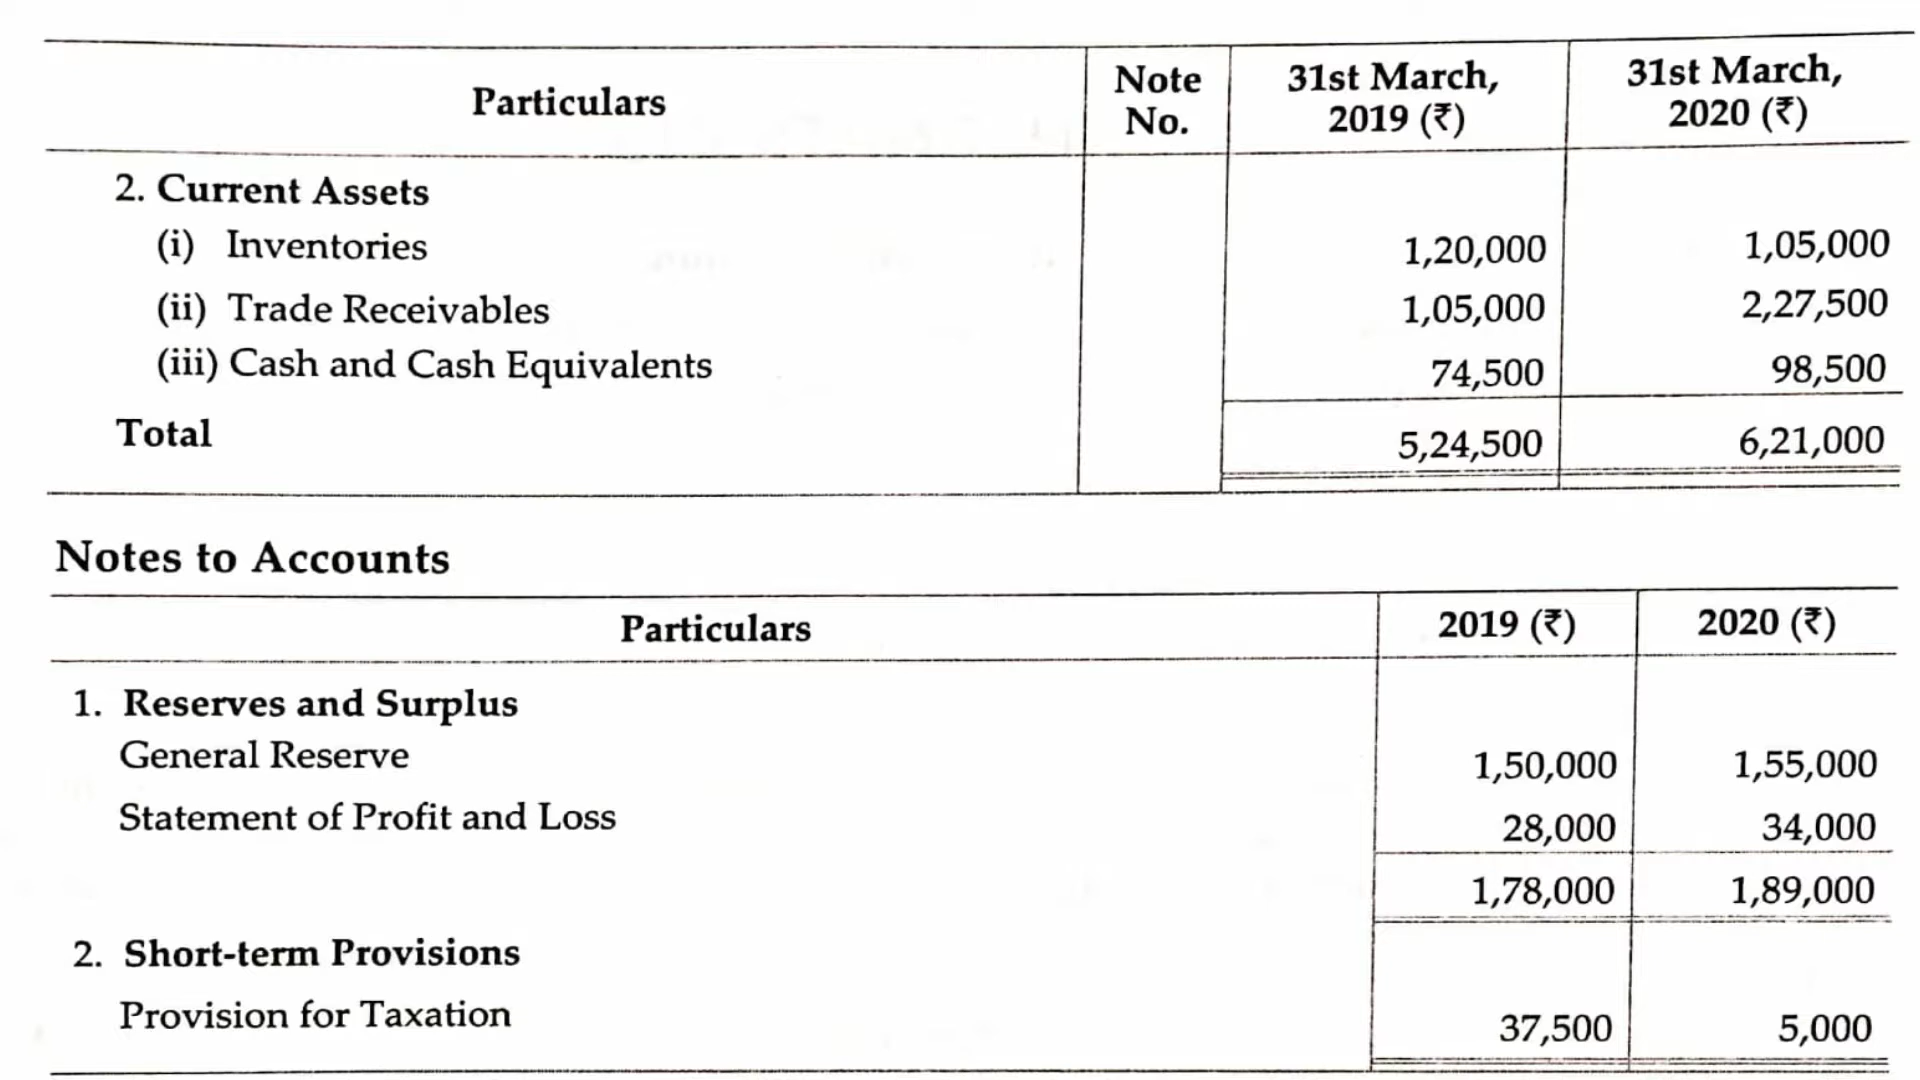 Particulars Note No. 31st March, 2019 (₹) 31st March, 2020 (₹)
2. Current Assets
(i) Inventories 1,20,000 1,05,000
(ii) Trade Receivables 1,05,000 2,27,500
(iii) Cash and Cash Equivalents 74,500 98,500
Total 5,24,500 6,21,000
Notes to Accounts
Particulars 2019 (₹) 2020 (₹)
1. Reserves and Surplus
General Reserve 1,50,000 1,55,000
Statement of Profit and Loss 28,000 34,000
1,78,000 1,89,000
2. Short-term Provisions
Provision for Taxation 37,500 5,000